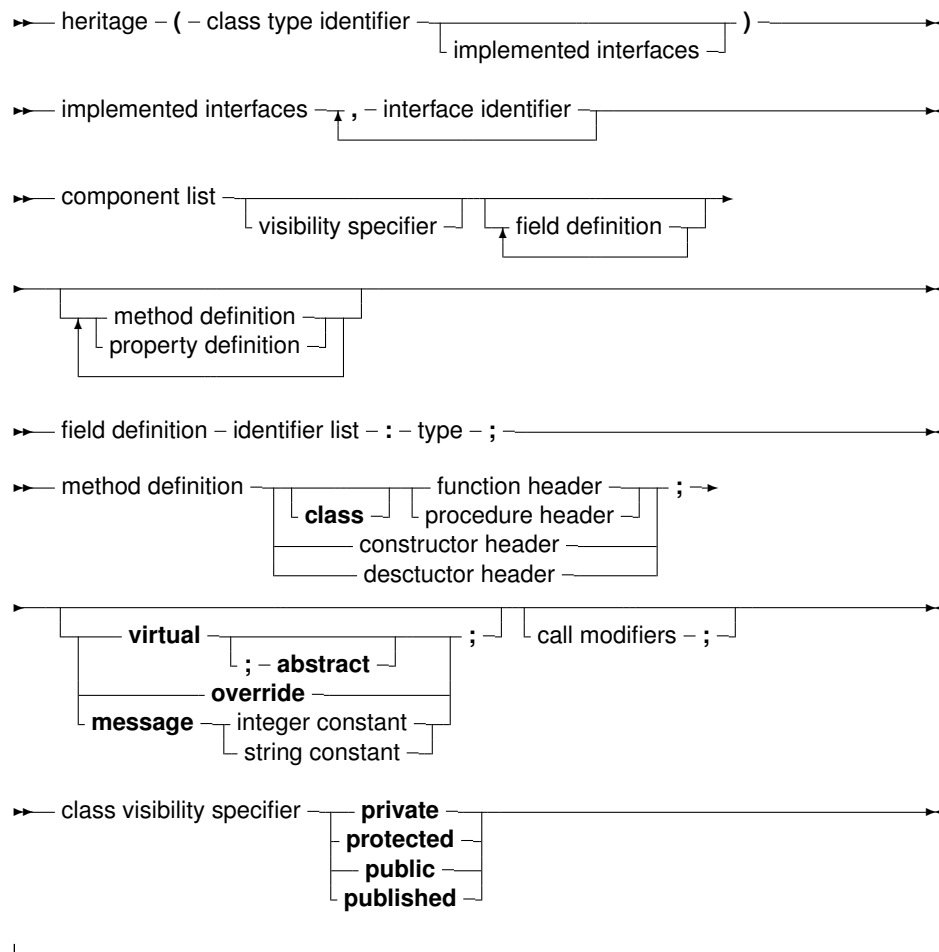 heritage ( class type identifier )
implemented interfaces
implemented interfaces , interface identifier
component list
visibility specifier field definition
method definition
property definition
field definition identifier list : type ;
method definition function header ;
class procedure header
constructor header
desctuctor header
virtual ; call modifiers ;
; abstract
override
message integer constant
string constant
class visibility specifier private
protected
public
published